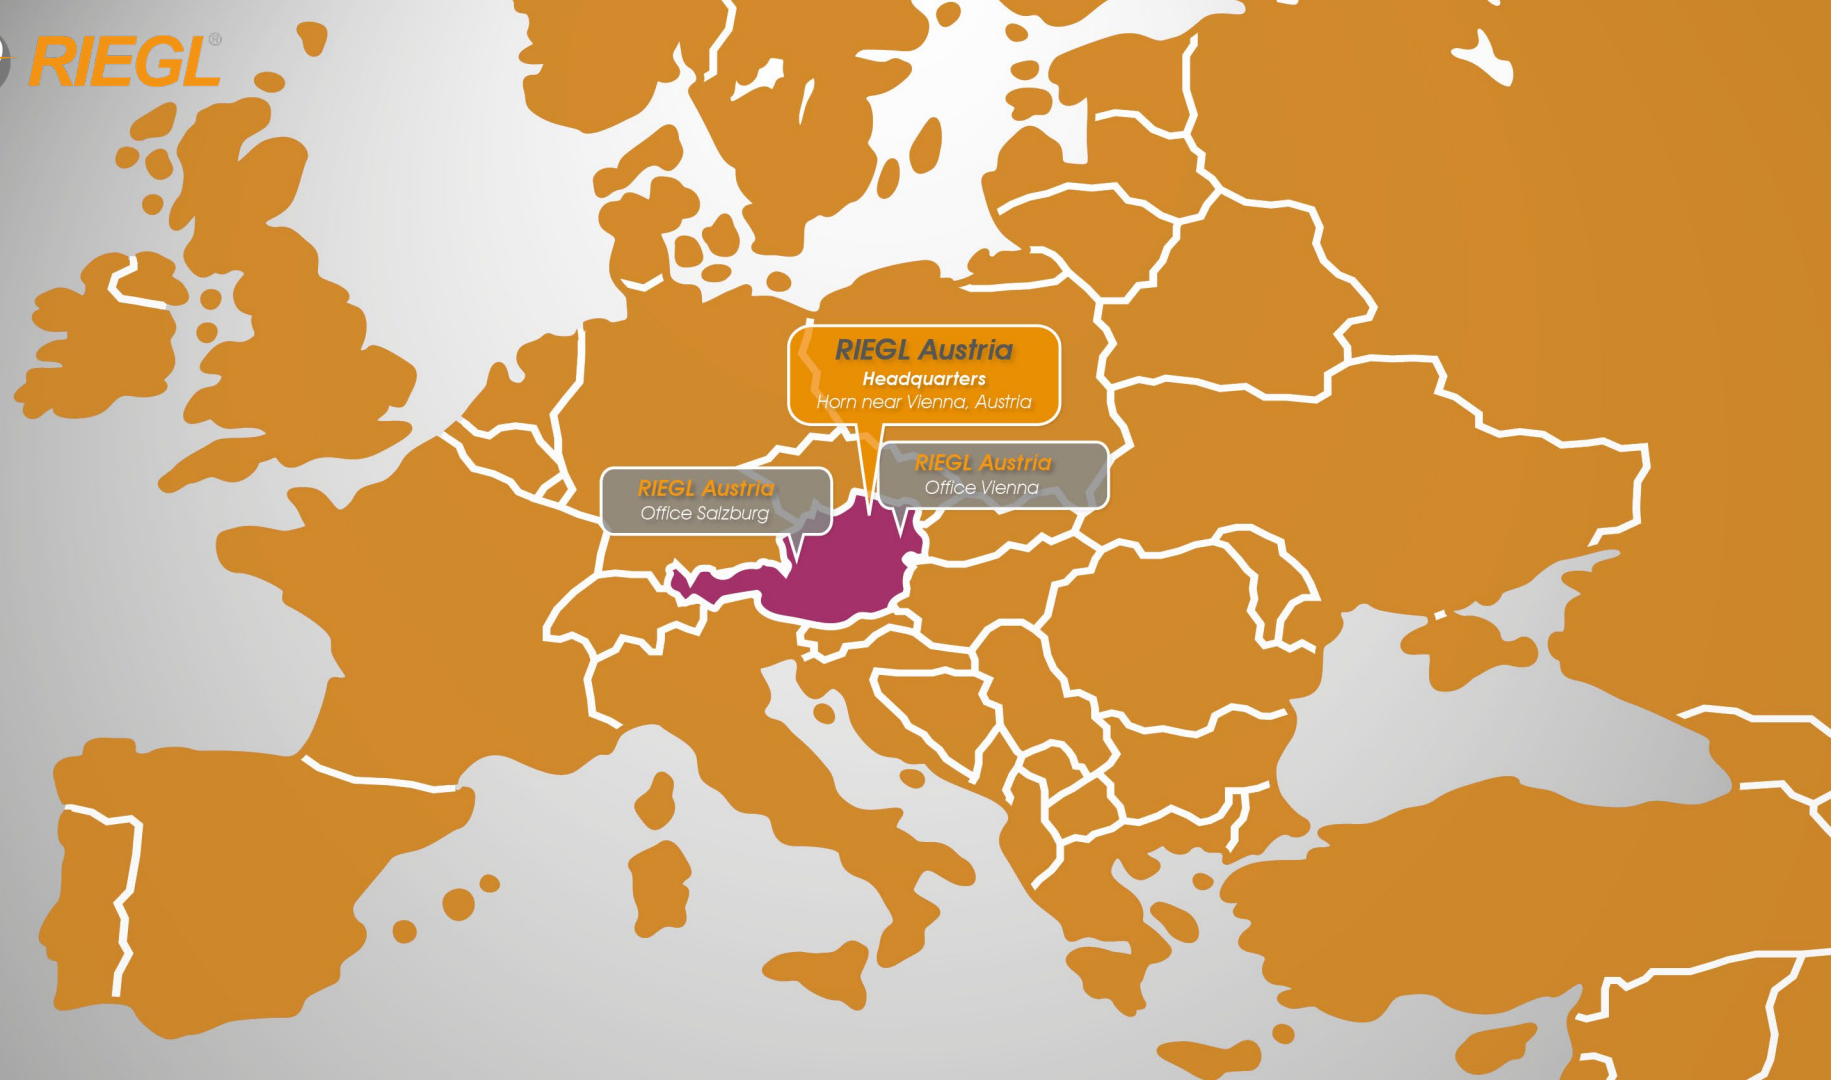 RIEGL®
RIEGL Austria
Headquarters
Horn near Vienna, Austria
RIEGL Austria
Office Vienna
RIEGL Austria
Office Salzburg